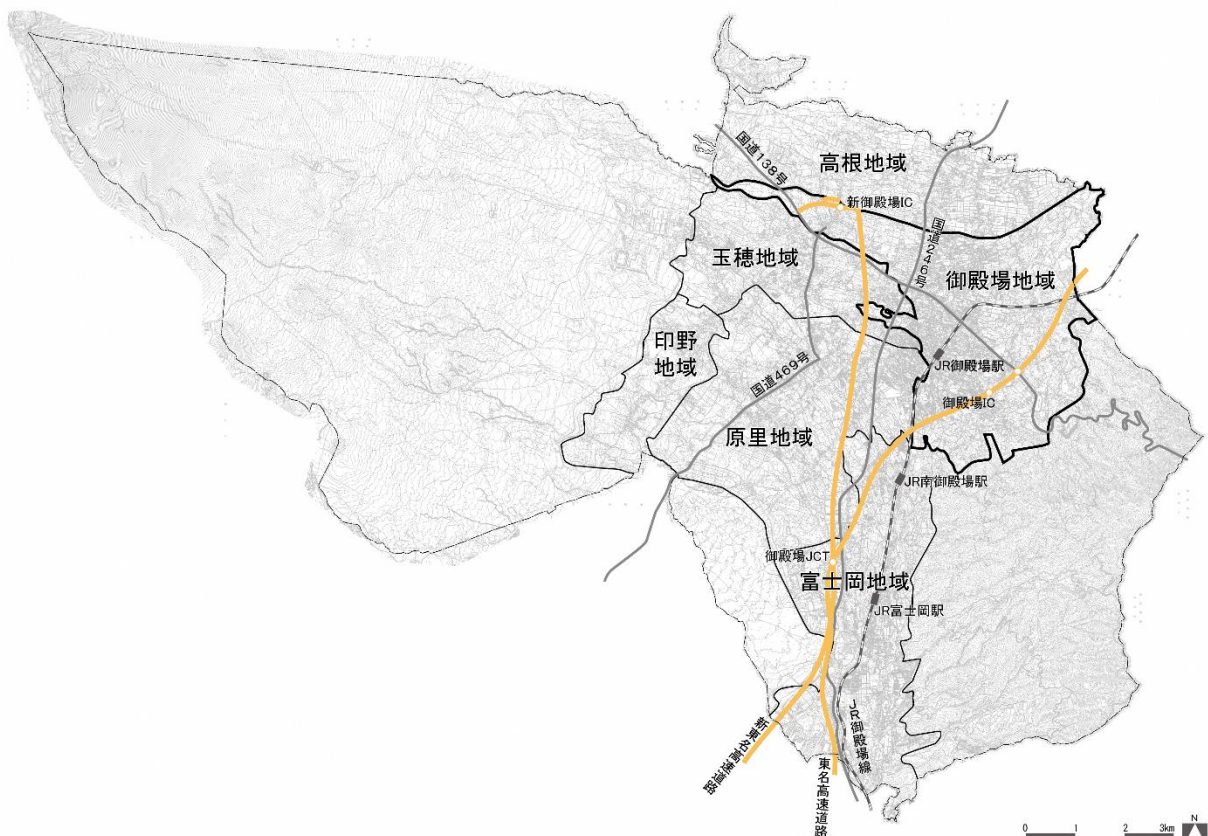 国道138号
高根地域
新御殿場IC
国道246号
玉穂地域
御殿場地域
印野
地域
JR御殿場駅
国道469号
御殿場IC
原里地域
JR南御殿場駅
御殿場JCT
富士岡地域
JR富士岡駅
新東名高速道路
東名高速道路
JR御殿場線
0 1 2 3km
N